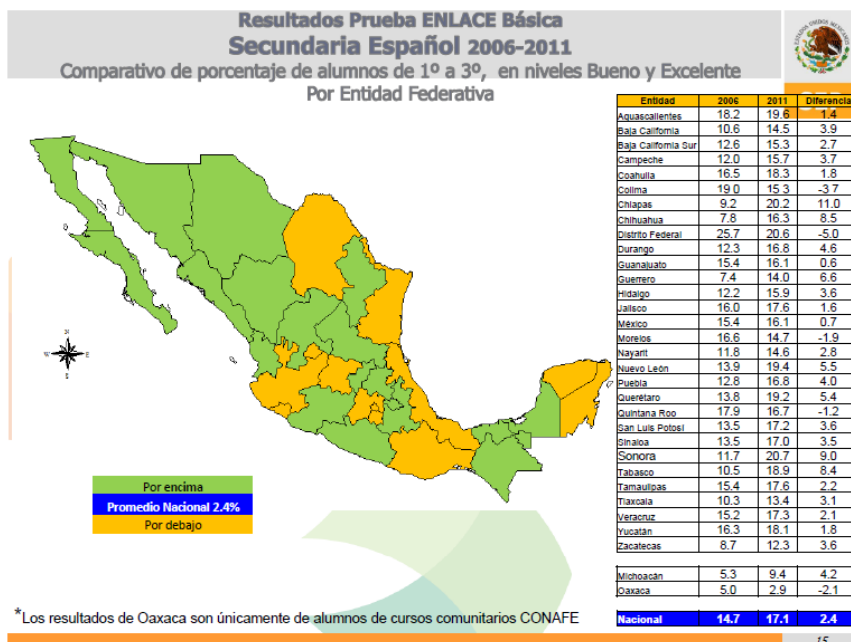 Resultados Prueba ENLACE Básica
Secundaria Español 2006-2011
Comparativo de porcentaje de alumnos de 1º a 3º, en niveles Bueno y Excelente
Por Entidad Federativa
ESTADOS UNIDOS MEXICANOS
Entidad 2006 2011 Diferencia
Aguascalientes 18.2 19.6 1.4
Baja California 10.6 14.5 3.9
Baja California Sur 12.6 15.3 2.7
Campeche 12.0 15.7 3.7
Coahuila 16.5 18.3 1.8
Colima 19.0 15.3 -3.7
Chiapas 9.2 20.2 11.0
Chihuahua 7.8 16.3 8.5
Distrito Federal 25.7 20.6 -5.0
Durango 12.3 16.8 4.6
Guanajuato 15.4 16.1 0.6
Guerrero 7.4 14.0 6.6
Hidalgo 12.2 15.9 3.6
Jalisco 16.0 17.6 1.6
México 15.4 16.1 0.7
Morelos 16.6 14.7 -1.9
Nayarit 11.8 14.6 2.8
Nuevo León 13.9 19.4 5.5
Puebla 12.8 16.8 4.0
Querétaro 13.8 19.2 5.4
Quintana Roo 17.9 16.7 -1.2
San Luis Potosí 13.5 17.2 3.6
Sinaloa 13.5 17.0 3.5
Sonora 11.7 20.7 9.0
Tabasco 10.5 18.9 8.4
Tamaulipas 15.4 17.6 2.2
Tlaxcala 10.3 13.4 3.1
Veracruz 15.2 17.3 2.1
Yucatán 16.3 18.1 1.8
Zacatecas 8.7 12.3 3.6
Michoacán 5.3 9.4 4.2
Oaxaca 5.0 2.9 -2.1
Nacional 14.7 17.1 2.4
N
W E
S
Por encima
Promedio Nacional 2.4%
Por debajo
*Los resultados de Oaxaca son únicamente de alumnos de cursos comunitarios CONAFE
15